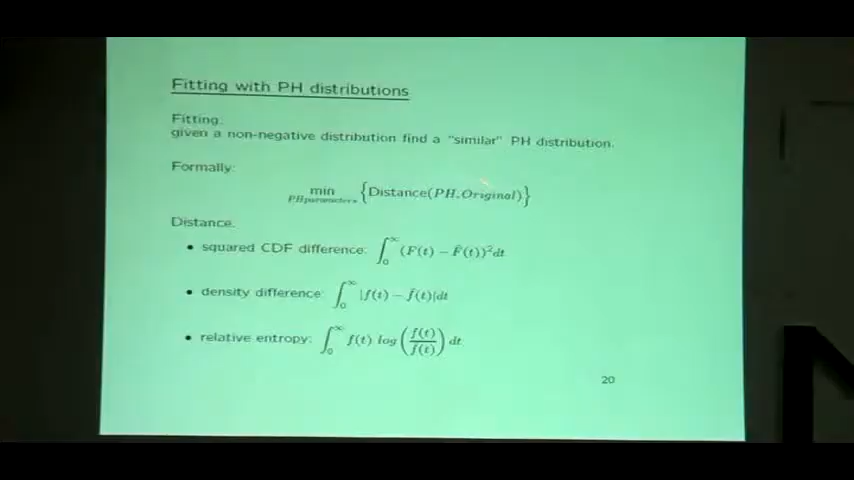 Fitting with PH distributions
Fitting:
given a non-negative distribution find a "similar" PH distribution.
Formally:
min {Distance(PH, Original)}
PHparameters
Distance:
• squared CDF difference: ∫₀^∞ (F(t) − F̂(t))² dt
• density difference: ∫₀^∞ |f(t) − f̂(t)| dt
• relative entropy: ∫₀^∞ f(t) log (f(t)/f̂(t)) dt
20